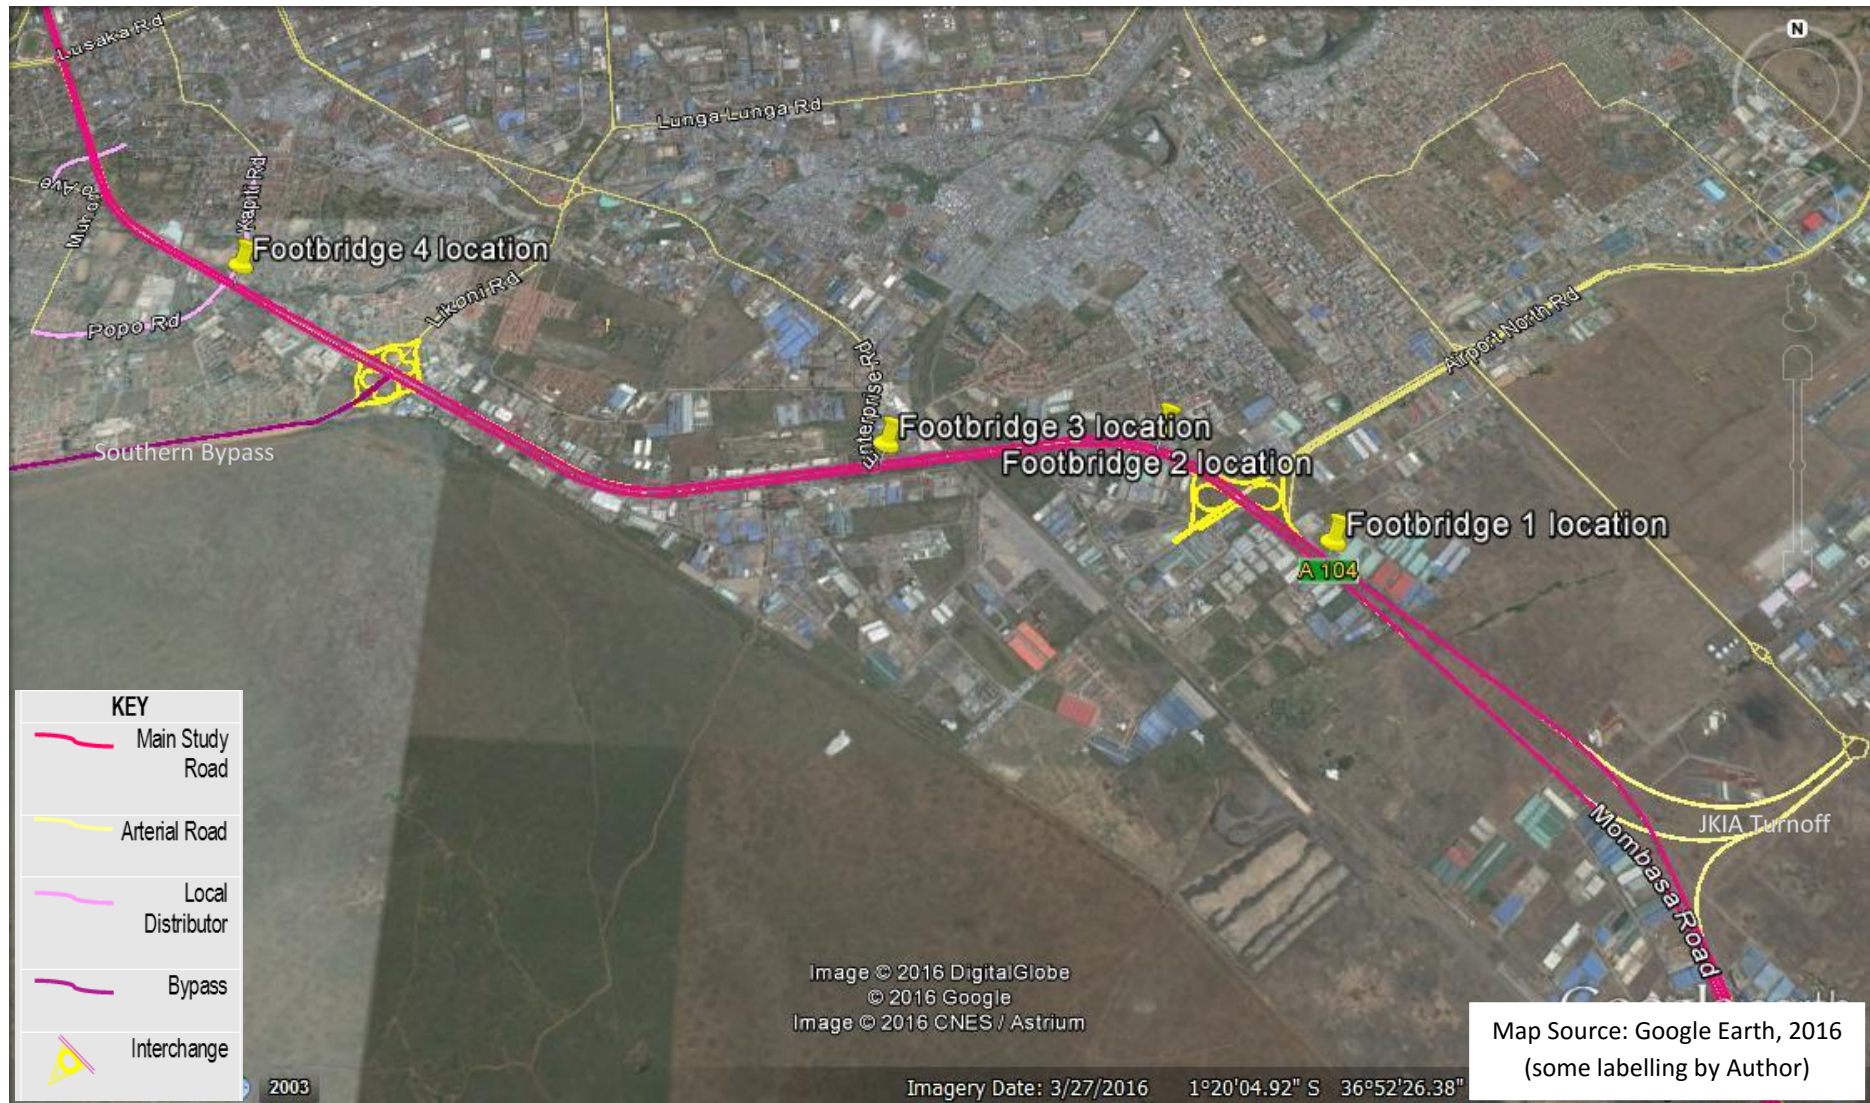 N
Lusaka Rd
Lunga Lunga Rd
Kapiti Rd
Ave
Footbridge 4 location
Likoni Rd
Popo Rd
Airport North Rd
Enterprise Rd
Footbridge 3 location
Footbridge 2 location
Southern Bypass
Footbridge 1 location
A 104
KEY
Main Study
Road
Arterial Road
Local
Distributor
Bypass
Interchange
JKIA Turnoff
Mombasa Road
Image © 2016 DigitalGlobe
© 2016 Google
Image © 2016 CNES / Astrium
Map Source: Google Earth, 2016
(some labelling by Author)
2003
Imagery Date: 3/27/2016 1°20'04.92" S 36°52'26.38"